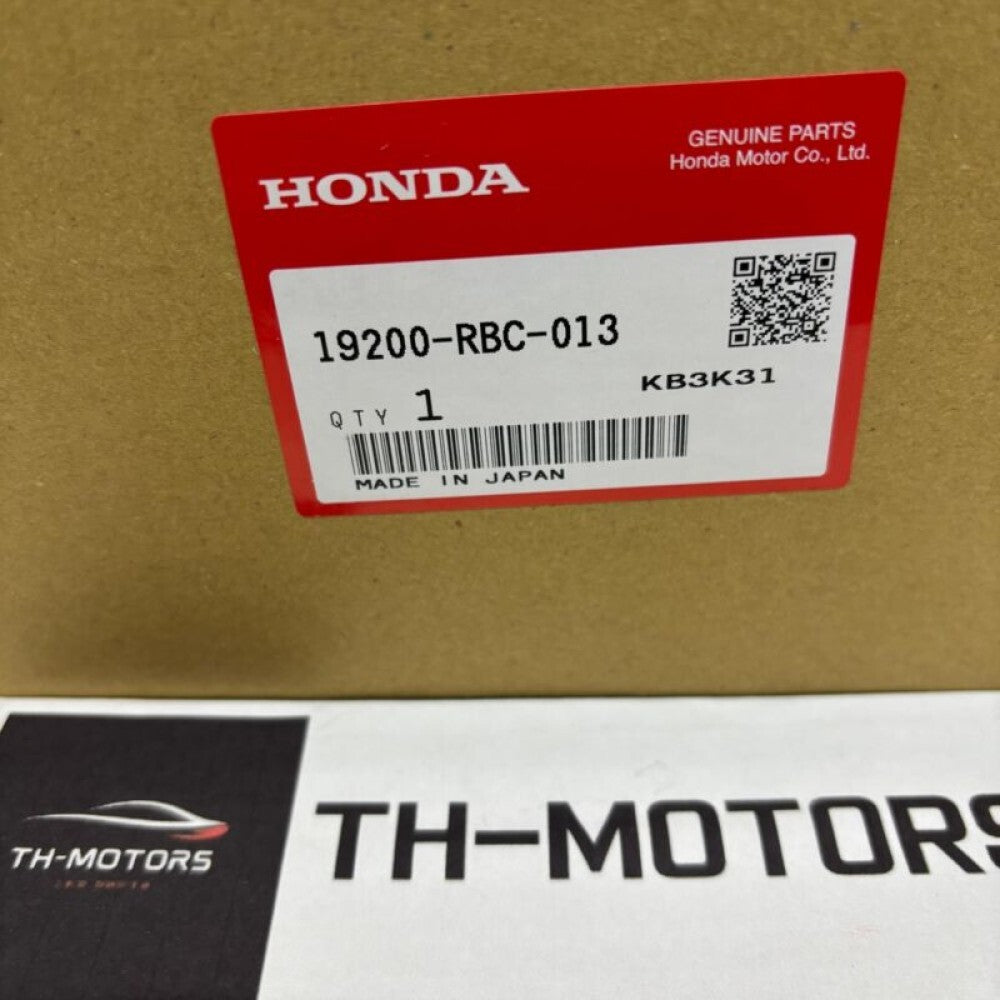 GENUINE PARTS
Honda Motor Co., Ltd.
HONDA
19200-RBC-013
KB3K31
QTY 1
MADE IN JAPAN
TH-MOTORS
TH-MOTORS